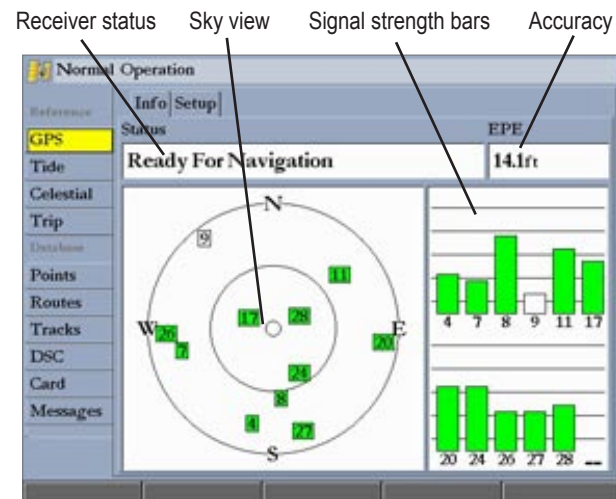 Receiver status Sky view Signal strength bars Accuracy
Normal Operation
Info Setup
Reference
GPS
Tide
Celestial
Trip
Database
Points
Routes
Tracks
DSC
Card
Messages
Status
EPE
Ready For Navigation
14.1ft
N
9
11
17 28
W 26
7
20 E
24
8
4
27
S
4 7 8 9 11 17
20 24 26 27 28 __